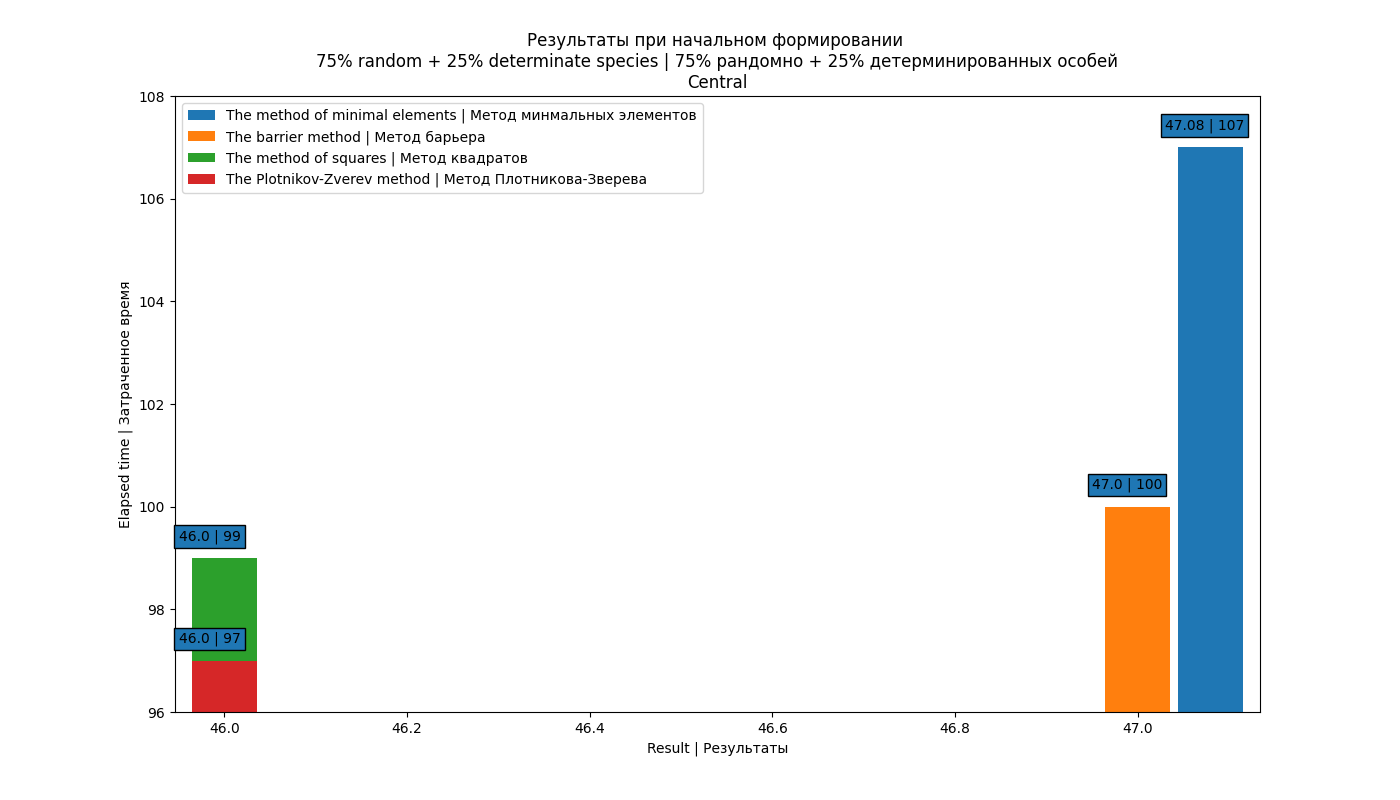 Результаты при начальном формировании
75% random + 25% determinate species | 75% рандомно + 25% детерминированных особей
Central
The method of minimal elements | Метод минмальных элементов
The barrier method | Метод барьера
The method of squares | Метод квадратов
The Plotnikov-Zverev method | Метод Плотникова-Зверева
47.08 | 107
47.0 | 100
46.0 | 99
46.0 | 97
108
106
104
102
100
98
96
Elapsed time | Затраченное время
46.0 46.2 46.4 46.6 46.8 47.0
Result | Результаты